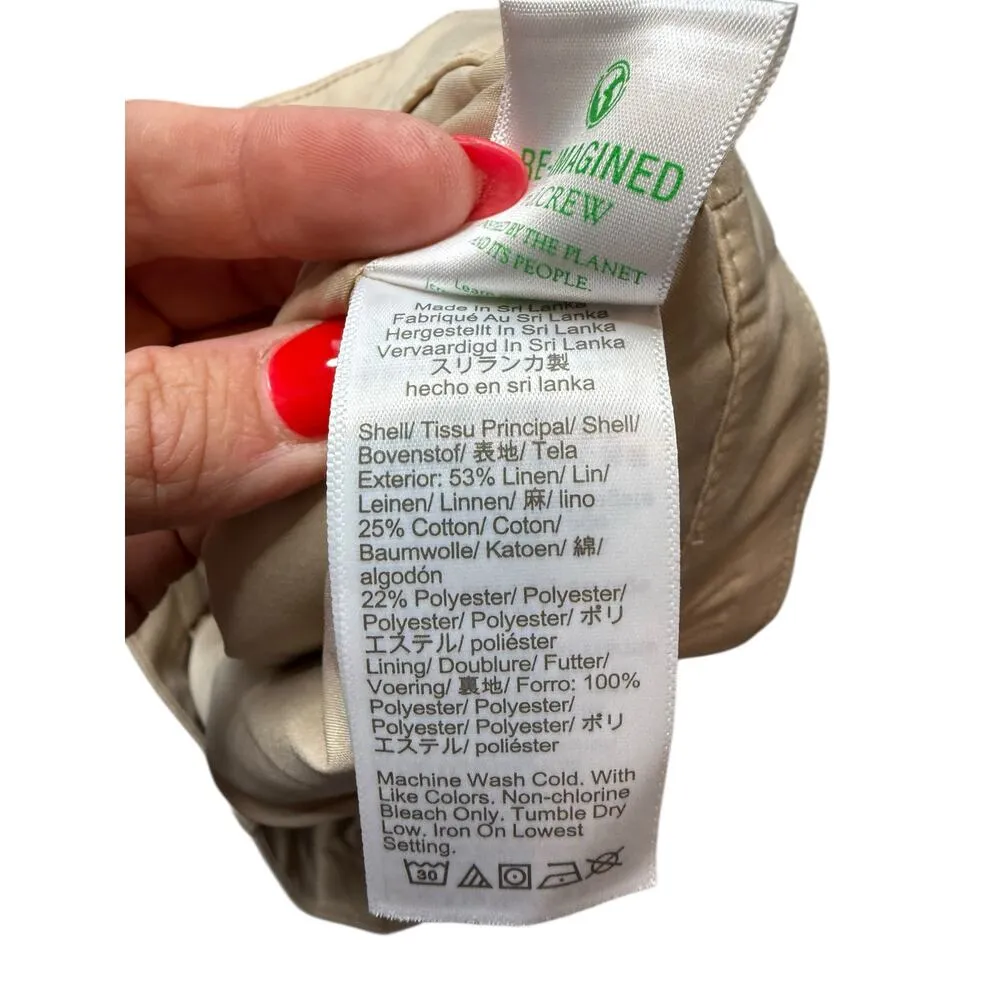 RE-IMAGINED
J.CREW
BY THE PLANET
AND ITS PEOPLE.
Learn
Made In Sri Lanka
Fabriqué Au Sri Lanka
Hergestellt In Sri Lanka
Vervaardigd In Sri Lanka
スリランカ製
hecho en sri lanka
Shell/ Tissu Principal/ Shell/
Bovenstof/ 表地/ Tela
Exterior: 53% Linen/ Lin/
Leinen/ Linnen/ 麻/ lino
25% Cotton/ Coton/
Baumwolle/ Katoen/ 綿/
algodón
22% Polyester/ Polyester/
Polyester/ Polyester/ ポリ
エステル/ poliéster
Lining/ Doublure/ Futter/
Voering/ 裏地/ Forro: 100%
Polyester/ Polyester/
Polyester/ Polyester/ ポリ
エステル/ poliéster
Machine Wash Cold. With
Like Colors. Non-chlorine
Bleach Only. Tumble Dry
Low. Iron On Lowest
Setting.
30